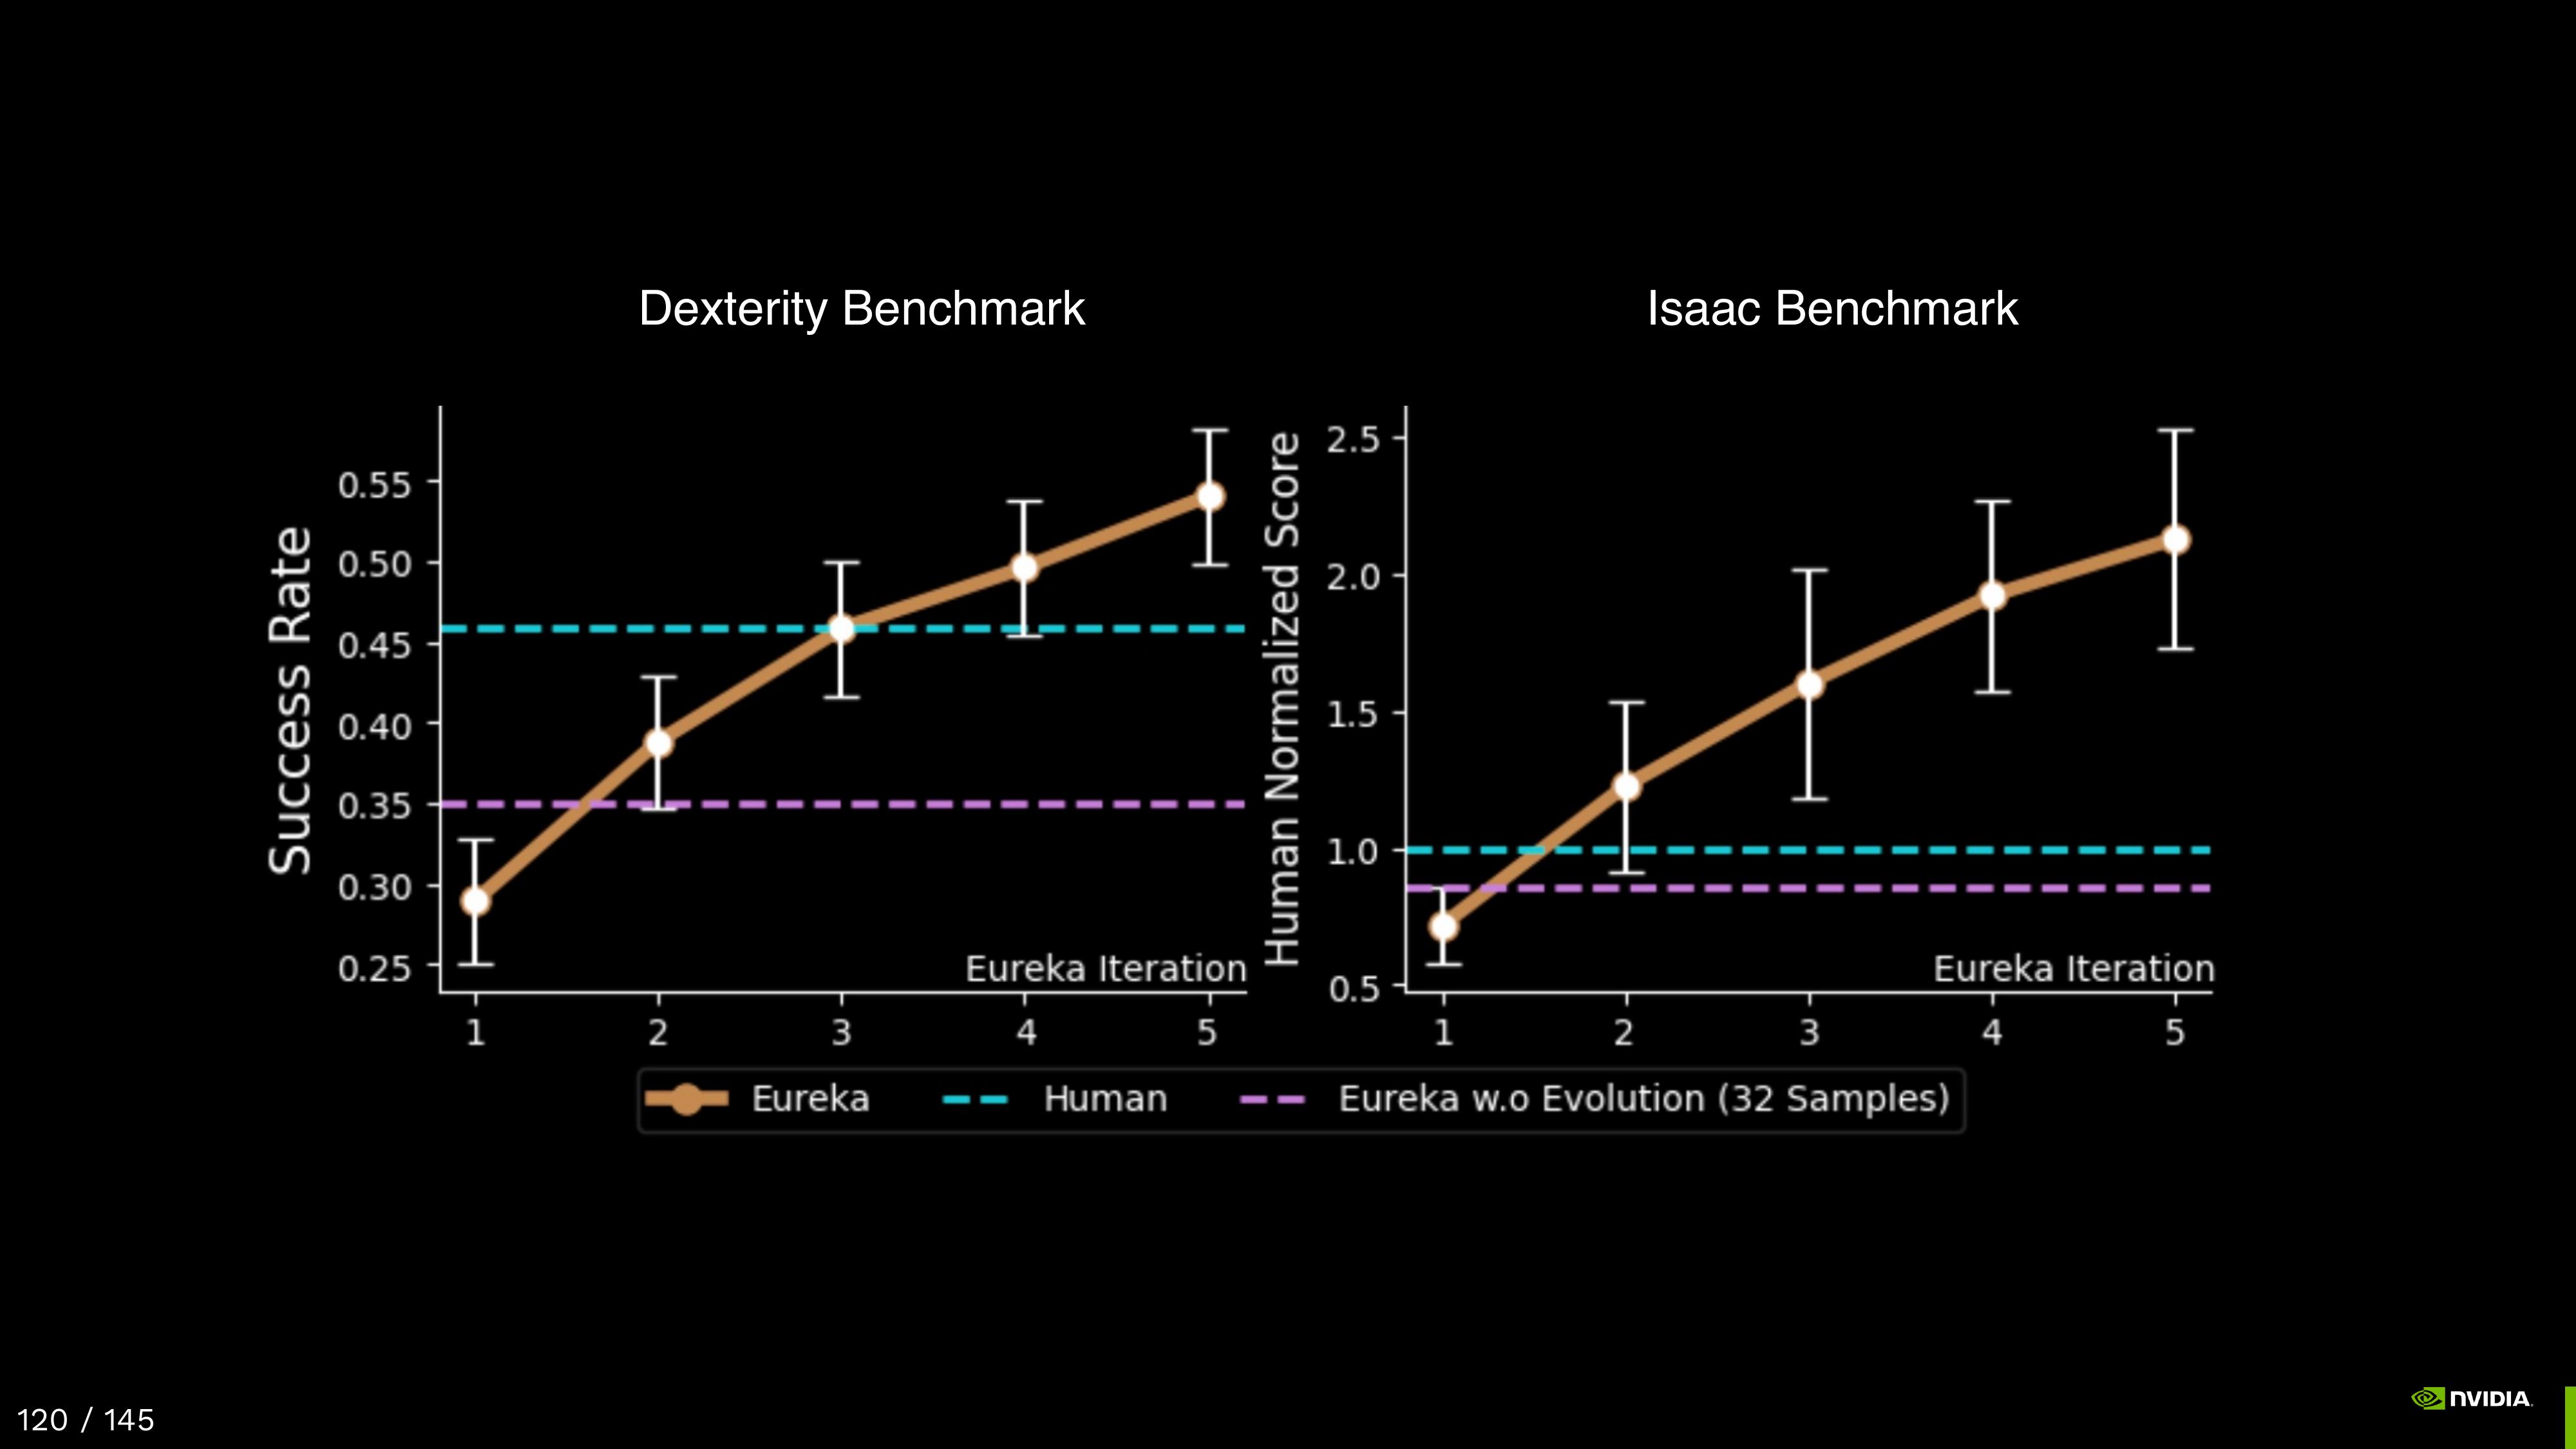 Dexterity Benchmark
Isaac Benchmark
Success Rate
0.55
0.50
0.45
0.40
0.35
0.30
0.25
Eureka Iteration
1 2 3 4 5
Human Normalized Score
2.5
2.0
1.5
1.0
0.5
Eureka Iteration
1 2 3 4 5
Eureka Human Eureka w.o Evolution (32 Samples)
120 / 145
NVIDIA.